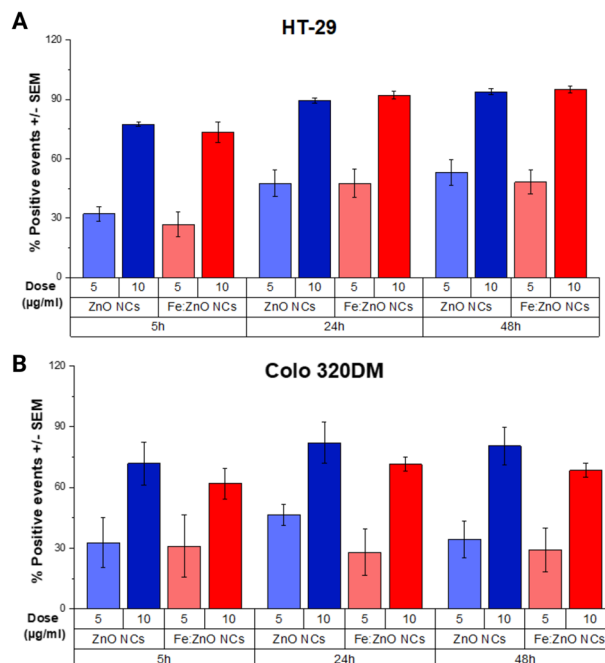 A
HT-29
% Positive events +/- SEM
120
90
60
30
0
Dose 5 10 5 10 5 10 5 10 5 10 5 10
(µg/ml) ZnO NCs Fe:ZnO NCs ZnO NCs Fe:ZnO NCs ZnO NCs Fe:ZnO NCs
5h 24h 48h
B
Colo 320DM
% Positive events +/- SEM
120
90
60
30
0
Dose 5 10 5 10 5 10 5 10 5 10 5 10
(µg/ml) ZnO NCs Fe:ZnO NCs ZnO NCs Fe:ZnO NCs ZnO NCs Fe:ZnO NCs
5h 24h 48h